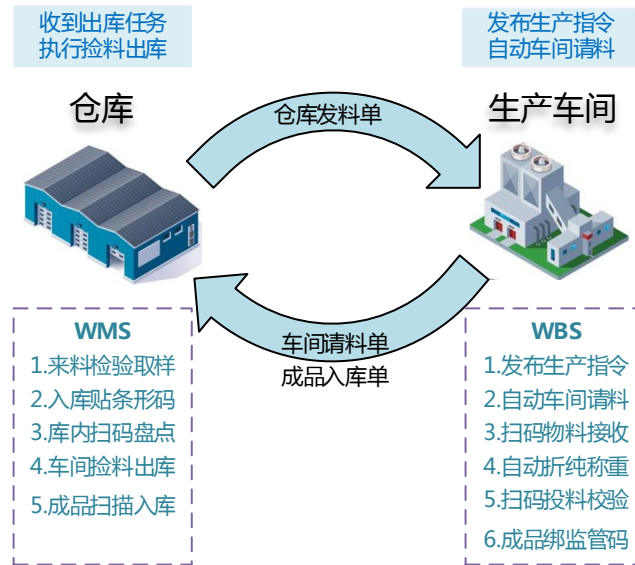 收到出库任务
执行捡料出库
发布生产指令
自动车间请料
仓库
仓库发料单
生产车间
车间请料单
成品入库单
WMS
1.来料检验取样
2.入库贴条形码
3.库内扫码盘点
4.车间捡料出库
5.成品扫描入库
WBS
1.发布生产指令
2.自动车间请料
3.扫码物料接收
4.自动折纯称重
5.扫码投料校验
6.成品绑监管码